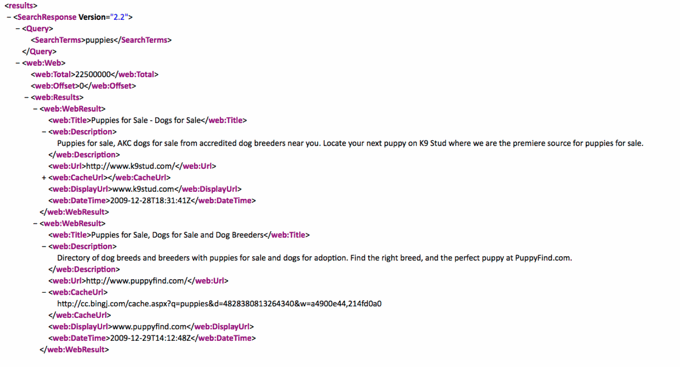 <results>
– <SearchResponse Version="2.2">
– <Query>
<SearchTerms>puppies</SearchTerms>
</Query>
– <web:Web>
<web:Total>22500000</web:Total>
<web:Offset>0</web:Offset>
– <web:Results>
– <web:WebResult>
<web:Title>Puppies for Sale - Dogs for Sale</web:Title>
– <web:Description>
Puppies for sale, AKC dogs for sale from accredited dog breeders near you. Locate your next puppy on K9 Stud where we are the premiere source for puppies for sale.
</web:Description>
<web:Url>http://www.k9stud.com/</web:Url>
+ <web:CacheUrl></web:CacheUrl>
<web:DisplayUrl>www.k9stud.com</web:DisplayUrl>
<web:DateTime>2009-12-28T18:31:41Z</web:DateTime>
</web:WebResult>
– <web:WebResult>
<web:Title>Puppies for Sale, Dogs for Sale and Dog Breeders</web:Title>
– <web:Description>
Directory of dog breeds and breeders with puppies for sale and dogs for adoption. Find the right breed, and the perfect puppy at PuppyFind.com.
</web:Description>
<web:Url>http://www.puppyfind.com/</web:Url>
– <web:CacheUrl>
http://cc.bingj.com/cache.aspx?q=puppies&d=4828380813264340&w=a4900e44,214fd0a0
</web:CacheUrl>
<web:DisplayUrl>www.puppyfind.com</web:DisplayUrl>
<web:DateTime>2009-12-29T14:12:48Z</web:DateTime>
</web:WebResult>